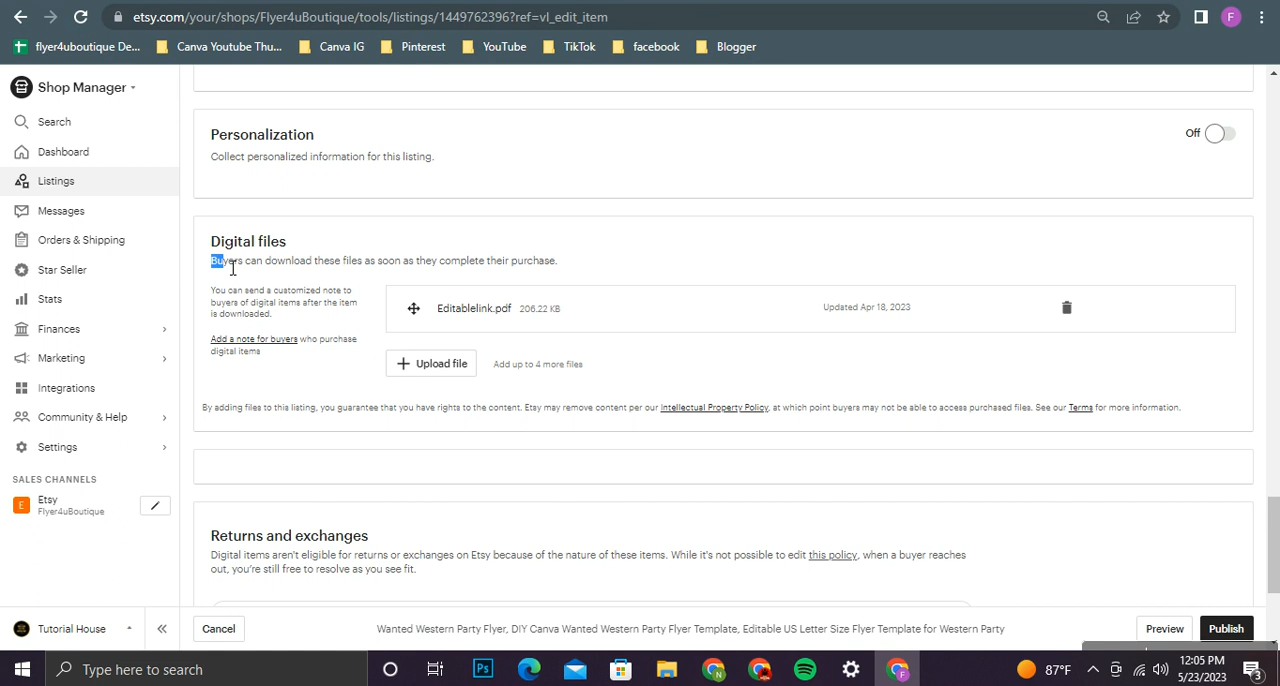 etsy.com/your/shops/Flyer4uBoutique/tools/listings/1449762396?ref=vl_edit_item
F
flyer4uboutique De...
Canva Youtube Thu...
Canva IG
Pinterest
YouTube
TikTok
facebook
Blogger
Shop Manager
Search
Dashboard
Listings
Messages
Orders & Shipping
Star Seller
Stats
Finances
Marketing
Integrations
Community & Help
Settings
SALES CHANNELS
E
Etsy
Flyer4uBoutique
Tutorial House
Personalization
Off
Collect personalized information for this listing.
Digital files
Buyers can download these files as soon as they complete their purchase.
You can send a customized note to
buyers of digital items after the item
is downloaded.
Add a note for buyers who purchase
digital items
Editablelink.pdf 206.22 KB
Updated Apr 18, 2023
Upload file
Add up to 4 more files
By adding files to this listing, you guarantee that you have rights to the content. Etsy may remove content per our Intellectual Property Policy, at which point buyers may not be able to access purchased files. See our Terms for more information.
Returns and exchanges
Digital items aren't eligible for returns or exchanges on Etsy because of the nature of these items. While it's not possible to edit this policy, when a buyer reaches
out, you're still free to resolve as you see fit.
Cancel
Wanted Western Party Flyer, DIY Canva Wanted Western Party Flyer Template, Editable US Letter Size Flyer Template for Western Party
Preview
Publish
Type here to search
Ps
N
F
87°F
12:05 PM
5/23/2023
3